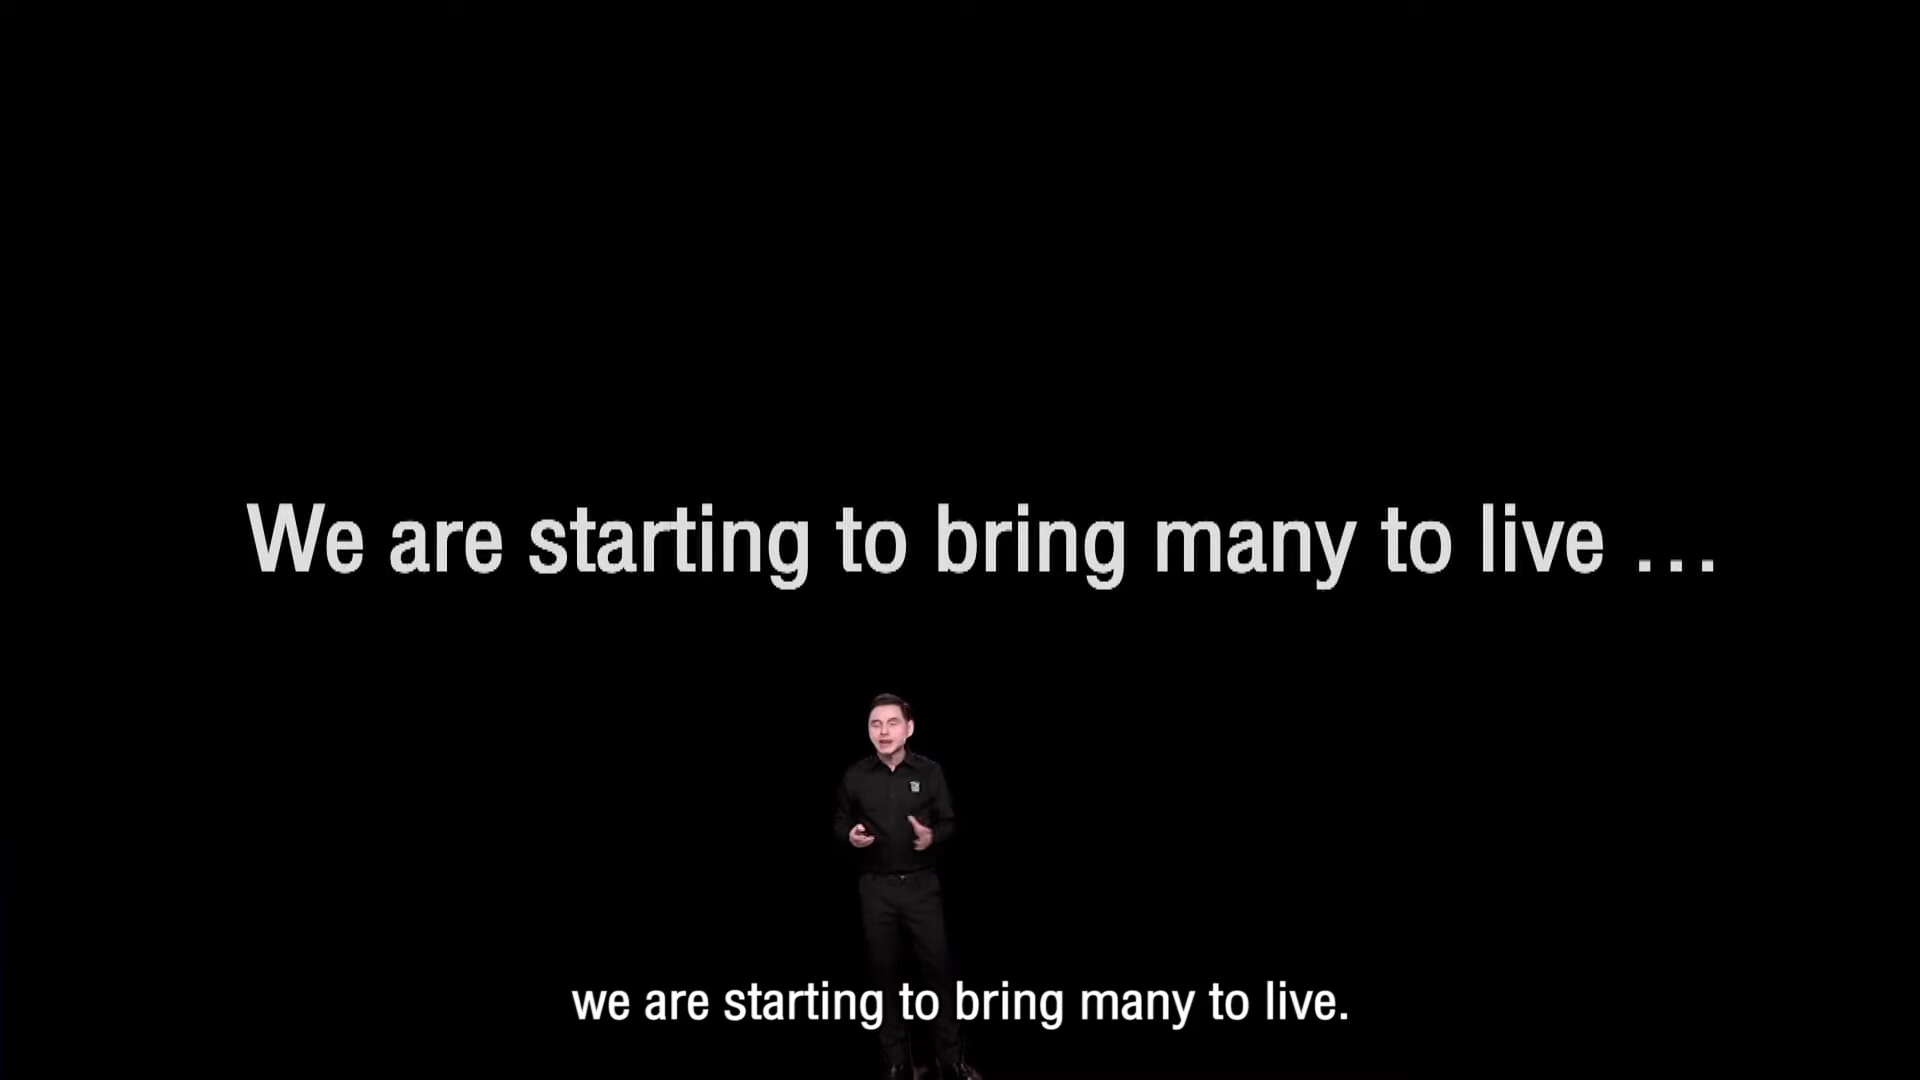 We are starting to bring many to live ...
we are starting to bring many to live.